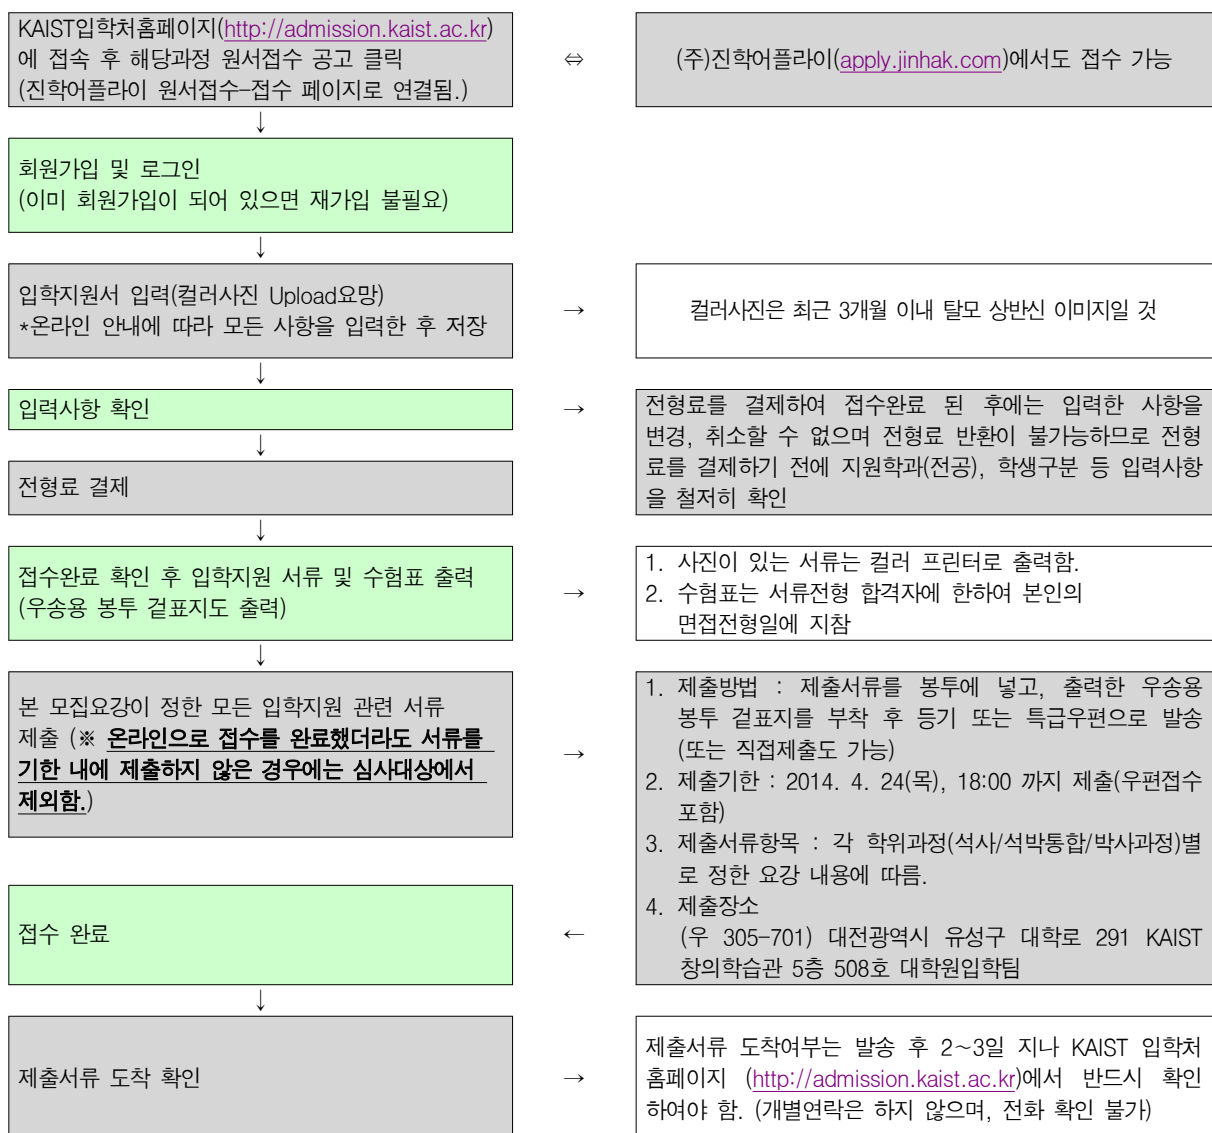 KAIST입학처홈페이지(http://admission.kaist.ac.kr)
에 접속 후 해당과정 원서접수 공고 클릭
(진학어플라이 원서접수-접수 페이지로 연결됨.)
⇔
(주)진학어플라이(apply.jinhak.com)에서도 접수 가능
↓
회원가입 및 로그인
(이미 회원가입이 되어 있으면 재가입 불필요)
↓
입학지원서 입력(컬러사진 Upload요망)
*온라인 안내에 따라 모든 사항을 입력한 후 저장
→
컬러사진은 최근 3개월 이내 탈모 상반신 이미지일 것
↓
입력사항 확인
→
전형료를 결제하여 접수완료 된 후에는 입력한 사항을
변경, 취소할 수 없으며 전형료 반환이 불가능하므로 전형
료를 결제하기 전에 지원학과(전공), 학생구분 등 입력사항
을 철저히 확인
전형료 결제
↓
접수완료 확인 후 입학지원 서류 및 수험표 출력
(우송용 봉투 겉표지도 출력)
→
1. 사진이 있는 서류는 컬러 프린터로 출력함.
2. 수험표는 서류전형 합격자에 한하여 본인의
면접전형일에 지참
↓
본 모집요강이 정한 모든 입학지원 관련 서류
제출 (※ 온라인으로 접수를 완료했더라도 서류를
기한 내에 제출하지 않은 경우에는 심사대상에서
제외함.)
→
1. 제출방법 : 제출서류를 봉투에 넣고, 출력한 우송용
봉투 겉표지를 부착 후 등기 또는 특급우편으로 발송
(또는 직접제출도 가능)
2. 제출기한 : 2014. 4. 24(목), 18:00 까지 제출(우편접수
포함)
3. 제출서류항목 : 각 학위과정(석사/석박통합/박사과정)별
로 정한 요강 내용에 따름.
4. 제출장소
(우 305-701) 대전광역시 유성구 대학로 291 KAIST
창의학습관 5층 508호 대학원입학팀
접수 완료
←
↓
제출서류 도착 확인
→
제출서류 도착여부는 발송 후 2~3일 지나 KAIST 입학처
홈페이지 (http://admission.kaist.ac.kr)에서 반드시 확인
하여야 함. (개별연락은 하지 않으며, 전화 확인 불가)